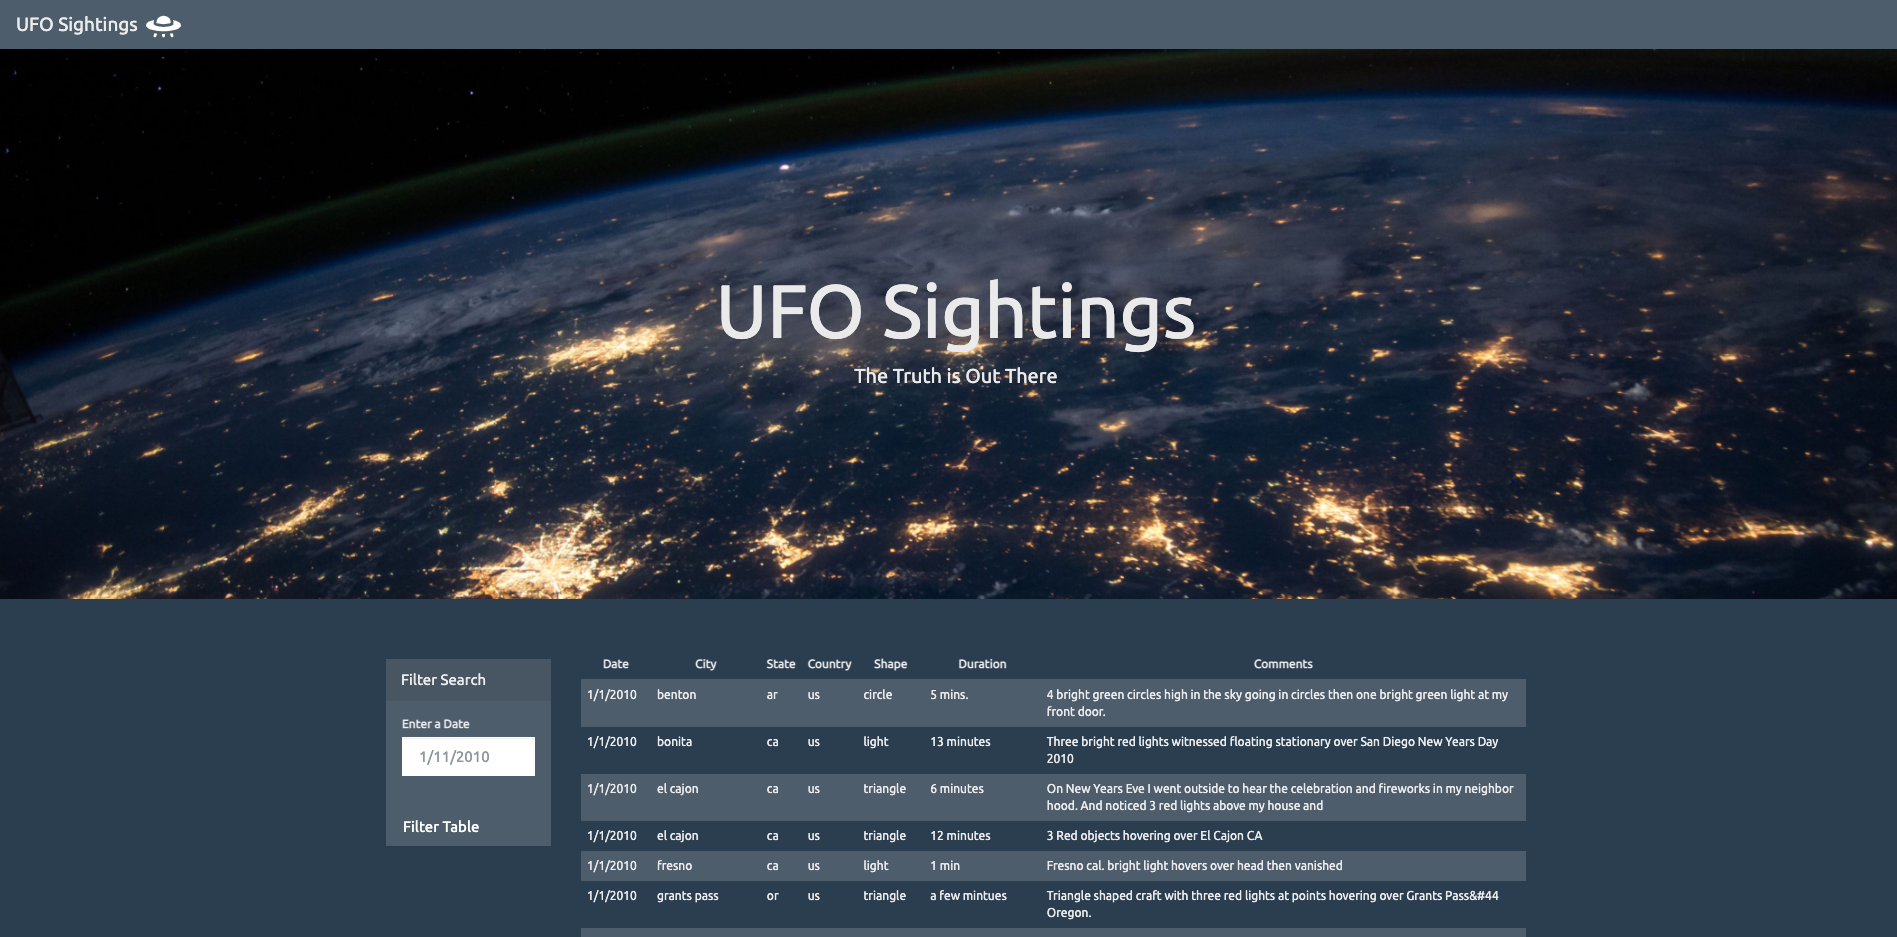 UFO Sightings
UFO Sightings
The Truth is Out There
Filter Search
Enter a Date
1/11/2010
Filter Table
Date City State Country Shape Duration Comments
1/1/2010 benton ar us circle 5 mins. 4 bright green circles high in the sky going in circles then one bright green light at my
front door.
1/1/2010 bonita ca us light 13 minutes Three bright red lights witnessed floating stationary over San Diego New Years Day
2010
1/1/2010 el cajon ca us triangle 6 minutes On New Years Eve I went outside to hear the celebration and fireworks in my neighbor
hood. And noticed 3 red lights above my house and
1/1/2010 el cajon ca us triangle 12 minutes 3 Red objects hovering over El Cajon CA
1/1/2010 fresno ca us light 1 min Fresno cal. bright light hovers over head then vanished
1/1/2010 grants pass or us triangle a few mintues Triangle shaped craft with three red lights at points hovering over Grants Pass&#44
Oregon.